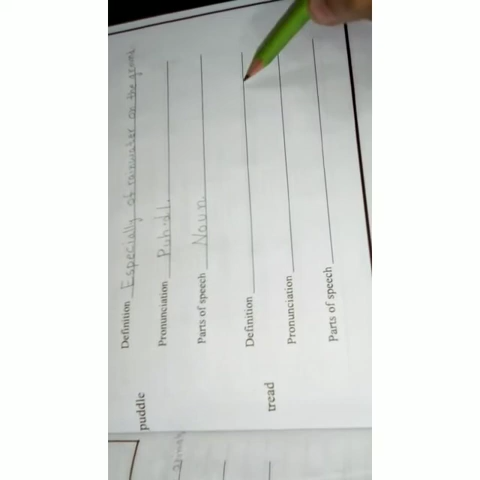 puddle
Definition Especially of rainwater on the ground
Pronunciation Puhdl.
Parts of speech Noun.
tread
Definition
Pronunciation
Parts of speech